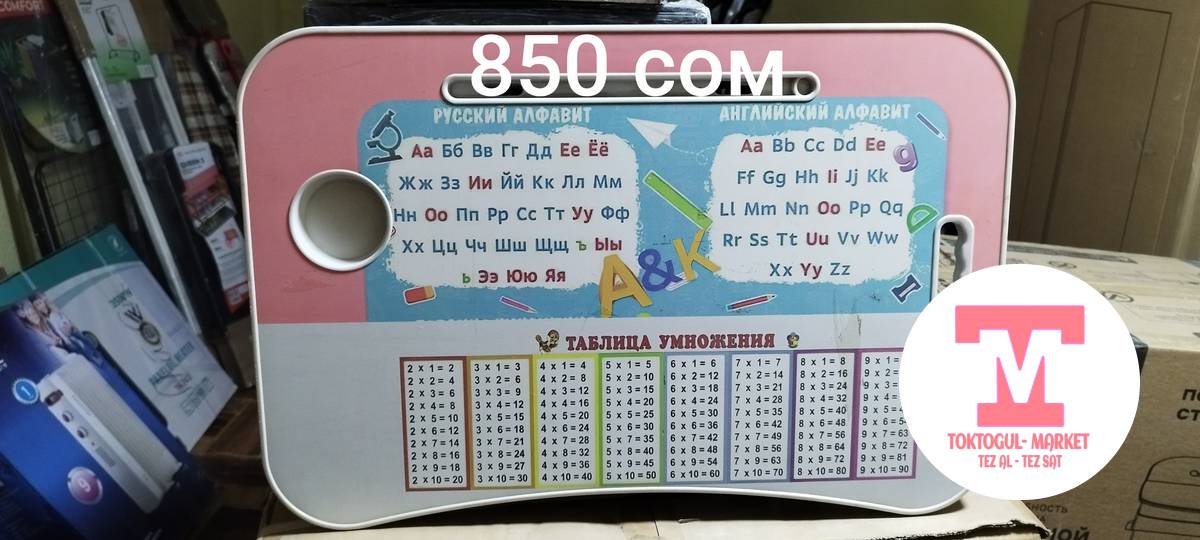 850 сом
РУССКИЙ АЛФАВИТ
Аа Бб Вв Гг Дд Ее Ёё
Жж Зз Ии Йй Кк Лл Мм
Нн Оо Пп Рр Сс Тт Уу Фф
Хх Цц Чч Шш Щщ ъ Ыы
ь Ээ Юю Яя
АНГЛИЙСКИЙ АЛФАВИТ
Aa Bb Cc Dd Ee
Ff Gg Hh Ii Jj Kk
Ll Mm Nn Oo Pp Qq
Rr Ss Tt Uu Vv Ww
Xx Yy Zz
A & K
ТАБЛИЦА УМНОЖЕНИЯ
2 x 1 = 2
2 x 2 = 4
2 x 3 = 6
2 x 4 = 8
2 x 5 = 10
2 x 6 = 12
2 x 7 = 14
2 x 8 = 16
2 x 9 = 18
2 x 10 = 20
3 x 1 = 3
3 x 2 = 6
3 x 3 = 9
3 x 4 = 12
3 x 5 = 15
3 x 6 = 18
3 x 7 = 21
3 x 8 = 24
3 x 9 = 27
3 x 10 = 30
4 x 1 = 4
4 x 2 = 8
4 x 3 = 12
4 x 4 = 16
4 x 5 = 20
4 x 6 = 24
4 x 7 = 28
4 x 8 = 32
4 x 9 = 36
4 x 10 = 40
5 x 1 = 5
5 x 2 = 10
5 x 3 = 15
5 x 4 = 20
5 x 5 = 25
5 x 6 = 30
5 x 7 = 35
5 x 8 = 40
5 x 9 = 45
5 x 10 = 50
6 x 1 = 6
6 x 2 = 12
6 x 3 = 18
6 x 4 = 24
6 x 5 = 30
6 x 6 = 36
6 x 7 = 42
6 x 8 = 48
6 x 9 = 54
6 x 10 = 60
7 x 1 = 7
7 x 2 = 14
7 x 3 = 21
7 x 4 = 28
7 x 5 = 35
7 x 6 = 42
7 x 7 = 49
7 x 8 = 56
7 x 9 = 63
7 x 10 = 70
8 x 1 = 8
8 x 2 = 16
8 x 3 = 24
8 x 4 = 32
8 x 5 = 40
8 x 6 = 48
8 x 7 = 56
8 x 8 = 64
8 x 9 = 72
8 x 10 = 80
9 x 1 =
9 x 2 =
9 x 3 =
9 x 4 =
9 x 5 =
9 x 6 = 5
9 x 7 = 63
9 x 8 = 72
9 x 9 = 81
9 x 10 = 90
TM
TOKTOGUL- MARKET
TEZ AL - TEZ SAT
COMFORT